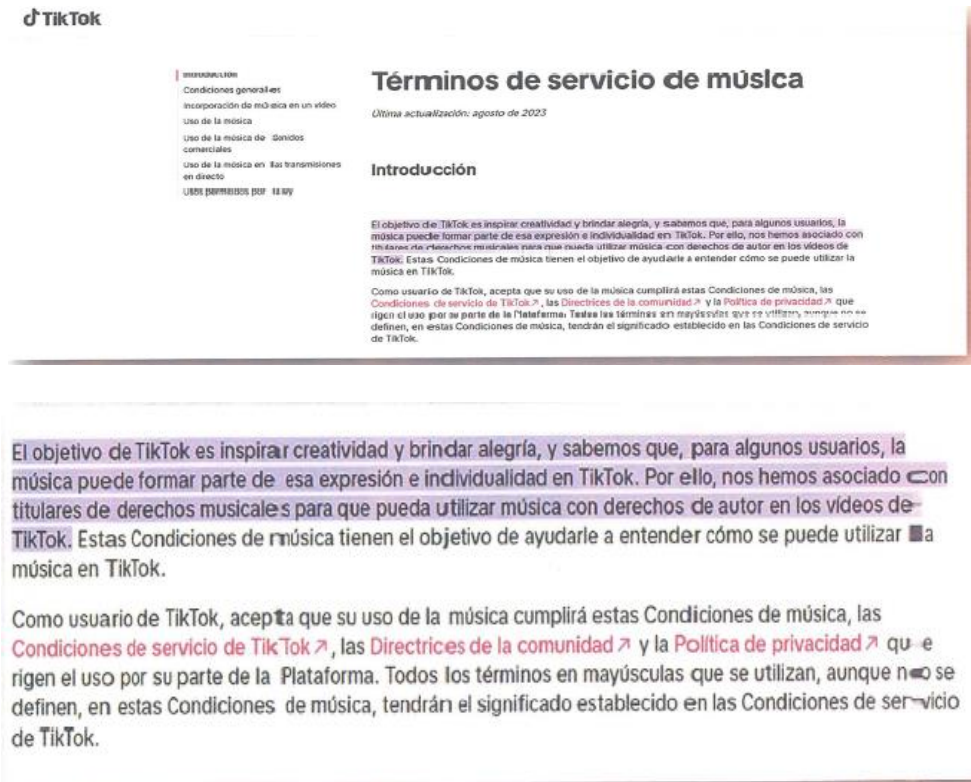 TikTok
Introducción
Condiciones generales
Incorporación de música en un vídeo
Uso de la música
Uso de la música de Sonidos
comerciales
Uso de la música en las transmisiones
en directo
Usos permitidos por la ley
Términos de servicio de música
Última actualización: agosto de 2023
Introducción
El objetivo de TikTok es inspirar creatividad y brindar alegría, y sabemos que, para algunos usuarios, la
música puede formar parte de esa expresión e individualidad en TikTok. Por ello, nos hemos asociado con
titulares de derechos musicales para que pueda utilizar música con derechos de autor en los vídeos de
TikTok. Estas Condiciones de música tienen el objetivo de ayudarle a entender cómo se puede utilizar la
música en TikTok.
Como usuario de TikTok, acepta que su uso de la música cumplirá estas Condiciones de música, las
Condiciones de servicio de TikTok↗, las Directrices de la comunidad↗ y la Política de privacidad↗ que
rigen el uso por su parte de la Plataforma. Todos los términos en mayúsculas que se utilizan, aunque no se
definen, en estas Condiciones de música, tendrán el significado establecido en las Condiciones de servicio
de TikTok.
El objetivo de TikTok es inspirar creatividad y brindar alegría, y sabemos que, para algunos usuarios, la
música puede formar parte de esa expresión e individualidad en TikTok. Por ello, nos hemos asociado con
titulares de derechos musicales para que pueda utilizar música con derechos de autor en los vídeos de
TikTok. Estas Condiciones de música tienen el objetivo de ayudarle a entender cómo se puede utilizar la
música en TikTok.
Como usuario de TikTok, acepta que su uso de la música cumplirá estas Condiciones de música, las
Condiciones de servicio de TikTok↗, las Directrices de la comunidad↗ y la Política de privacidad↗ que
rigen el uso por su parte de la Plataforma. Todos los términos en mayúsculas que se utilizan, aunque no se
definen, en estas Condiciones de música, tendrán el significado establecido en las Condiciones de servicio
de TikTok.